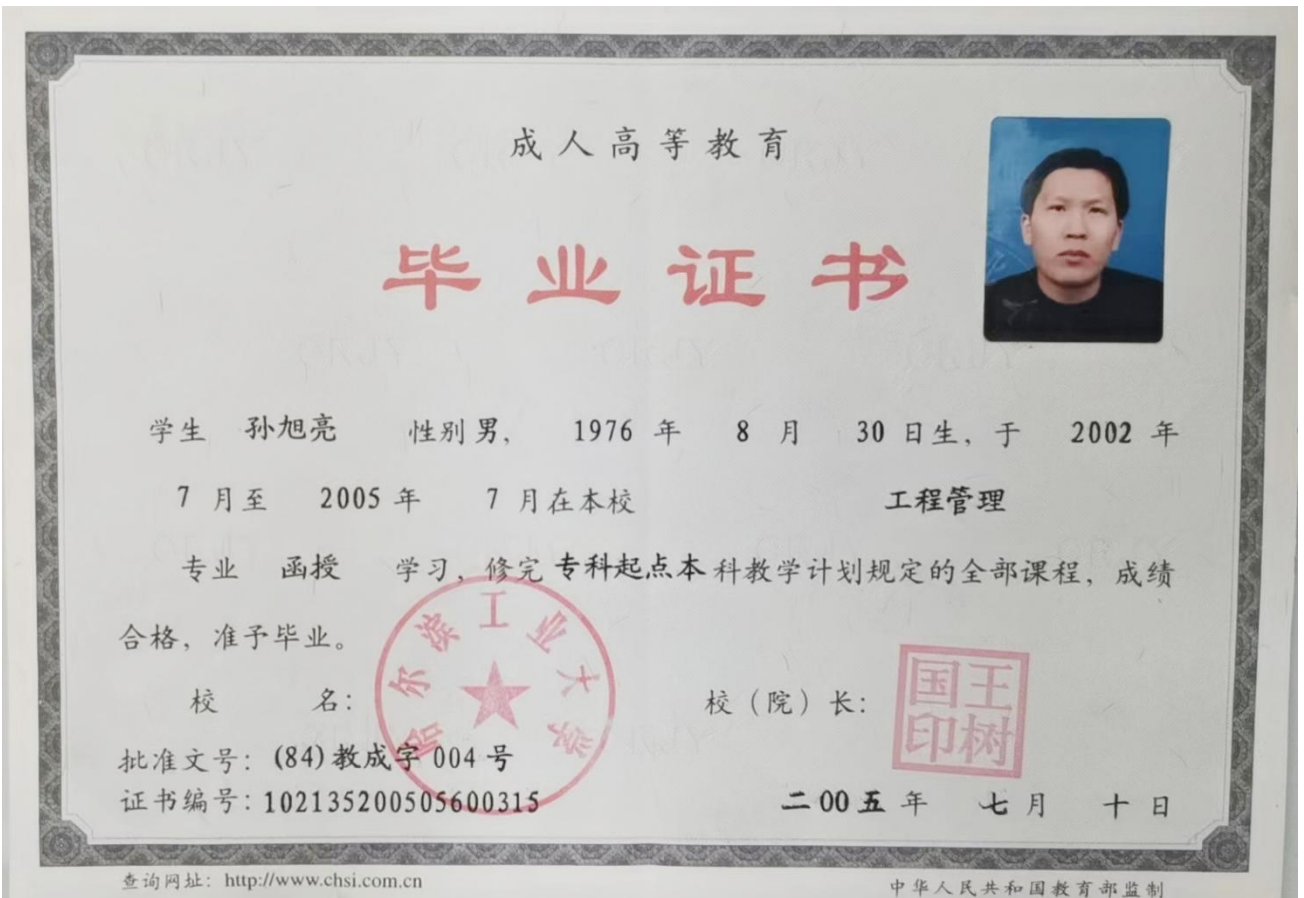 成人高等教育
毕业证书
学生 孙旭亮 性别 男, 1976 年 8 月 30 日生, 于 2002 年
7 月至 2005 年 7 月在本校 工程管理
专业 函授 学习, 修完 专科起点本 科教学计划规定的全部课程, 成绩
合格, 准予毕业。
哈尔滨工业大学
校 名: 校（院）长:
王树国印
批准文号: (84)教成字 004 号
证书编号: 102135200505600315 二00五 年 七 月 十 日
查询网址: http://www.chsi.com.cn 中华人民共和国教育部监制